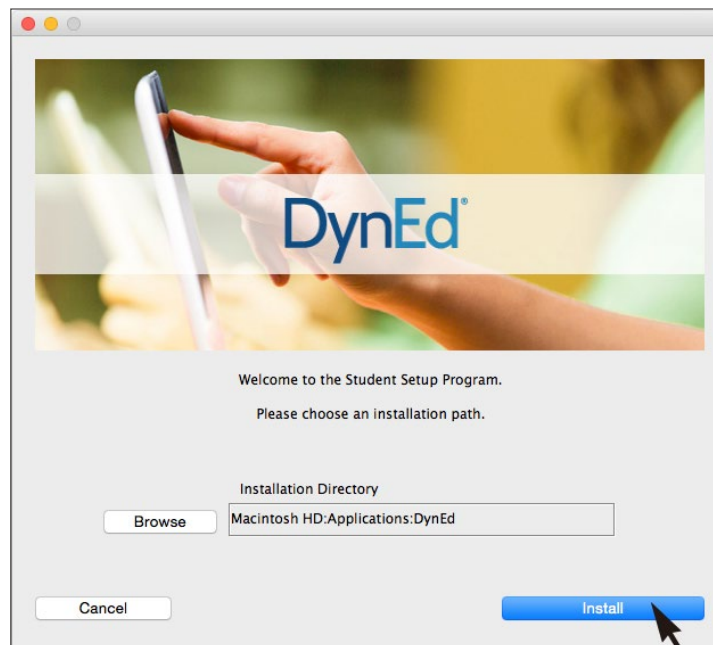 DynEd®
Welcome to the Student Setup Program.
Please choose an installation path.
Installation Directory
Browse
Macintosh HD:Applications:DynEd
Cancel
Install